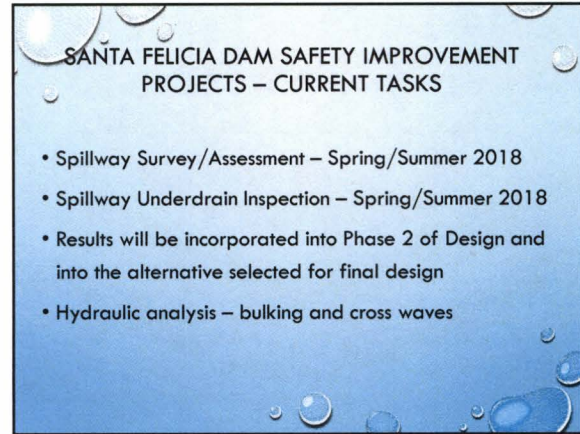 SANTA FELICIA DAM SAFETY IMPROVEMENT
PROJECTS – CURRENT TASKS
• Spillway Survey/Assessment – Spring/Summer 2018
• Spillway Underdrain Inspection – Spring/Summer 2018
• Results will be incorporated into Phase 2 of Design and
into the alternative selected for final design
• Hydraulic analysis – bulking and cross waves